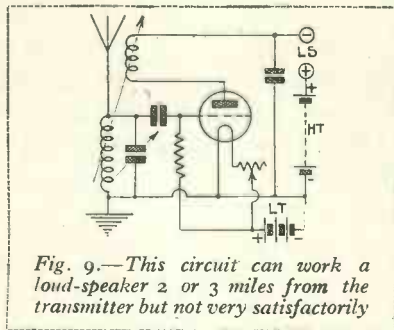 LS
HT
LT
Fig. 9.—This circuit can work a
loud-speaker 2 or 3 miles from the
transmitter but not very satisfactorily